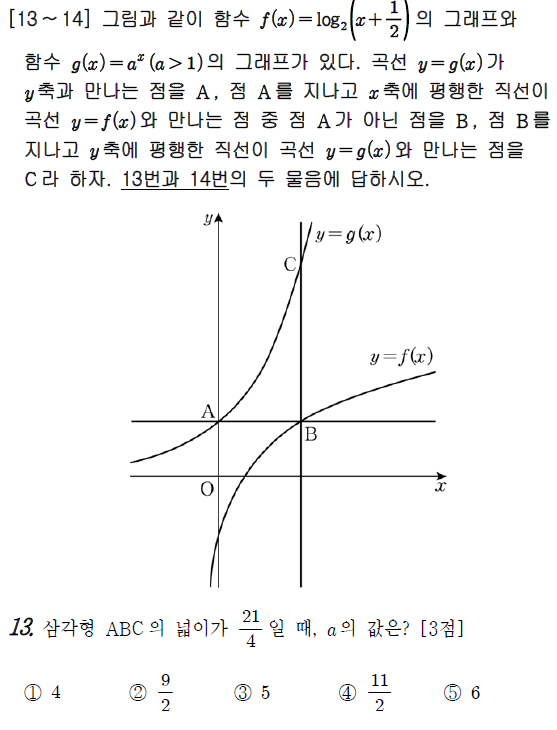 [13~14] 그림과 같이 함수 f(x)=log₂(x+1/2)의 그래프와
함수 g(x)=aˣ(a>1)의 그래프가 있다. 곡선 y=g(x)가
y축과 만나는 점을 A, 점 A를 지나고 x축에 평행한 직선이
곡선 y=f(x)와 만나는 점 중 점 A가 아닌 점을 B, 점 B를
지나고 y축에 평행한 직선이 곡선 y=g(x)와 만나는 점을
C라 하자. 13번과 14번의 두 물음에 답하시오.
y
y=g(x)
C
y=f(x)
A
B
O
x
13. 삼각형 ABC의 넓이가 21/4일 때, a의 값은? [3점]
① 4 ② 9/2 ③ 5 ④ 11/2 ⑤ 6